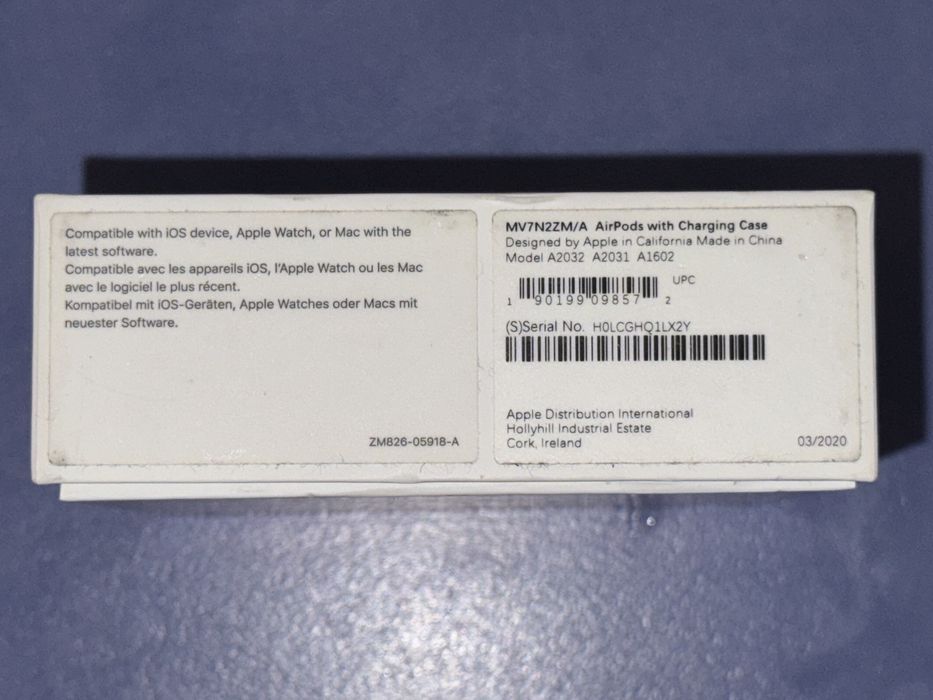 Compatible with iOS device, Apple Watch, or Mac with the
latest software.
Compatible avec les appareils iOS, l'Apple Watch ou les Mac
avec le logiciel le plus récent.
Kompatibel mit iOS-Geräten, Apple Watches oder Macs mit
neuester Software.
ZM826-05918-A
MV7N2ZM/A AirPods with Charging Case
Designed by Apple in California Made in China
Model A2032 A2031 A1602
UPC
1 90199 09857 2
(S)Serial No. H0LCGHQ1LX2Y
Apple Distribution International
Hollyhill Industrial Estate
Cork, Ireland
03/2020